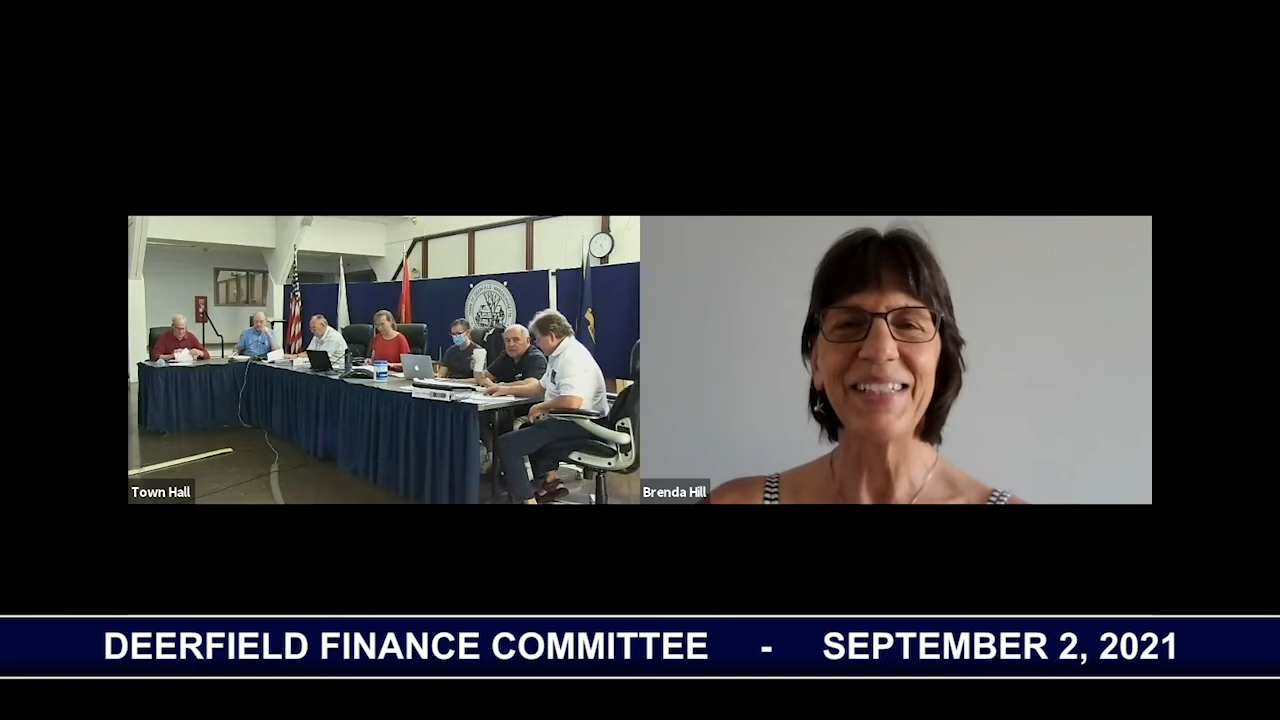 Town Hall
Brenda Hill
DEERFIELD FINANCE COMMITTEE - SEPTEMBER 2, 2021